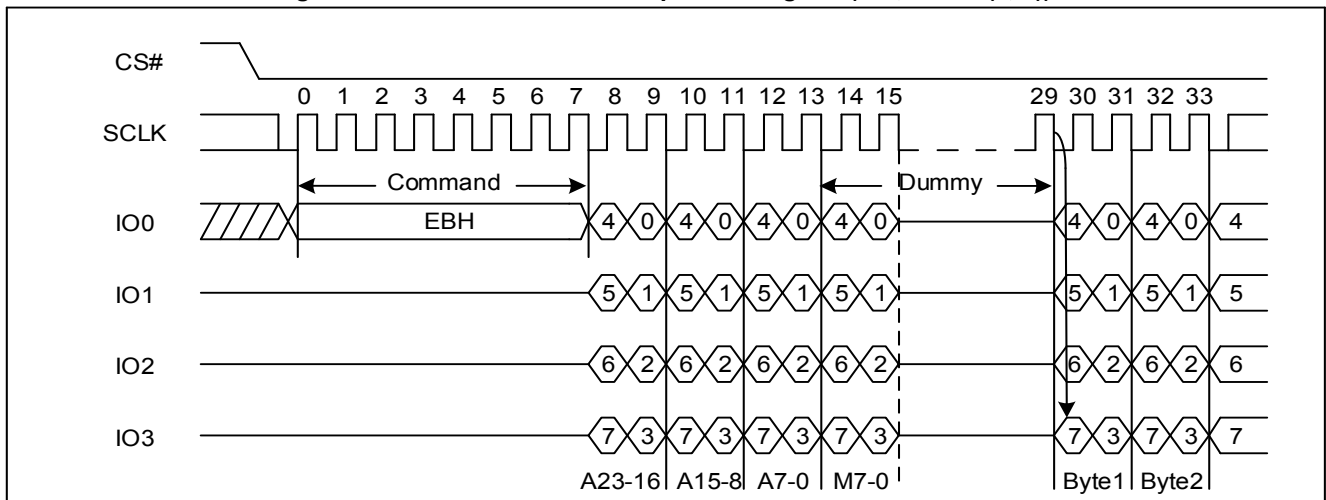 CS#
0 1 2 3 4 5 6 7 8 9 10 11 12 13 14 15 29 30 31 32 33
SCLK
Command Dummy
IO0 EBH 4 0 4 0 4 0 4 0 4 0 4 0 4
IO1 5 1 5 1 5 1 5 1 5 1 5 1 5
IO2 6 2 6 2 6 2 6 2 6 2 6 2 6
IO3 7 3 7 3 7 3 7 3 7 3 7 3 7
A23-16 A15-8 A7-0 M7-0 Byte1 Byte2